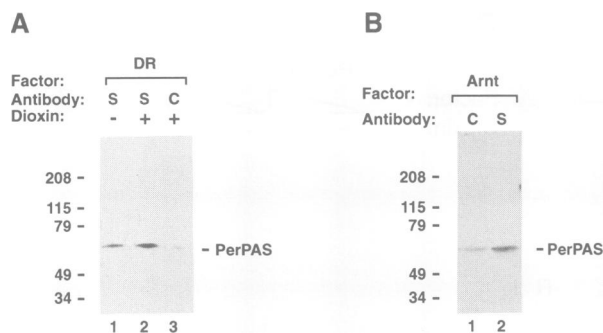 A
DR
Factor:
Antibody: S S C
Dioxin: - + +
208 -
115 -
79 -
- PerPAS
49 -
34 -
1 2 3
B
Arnt
Factor:
Antibody: C S
208 -
115 -
79 -
- PerPAS
49 -
34 -
1 2